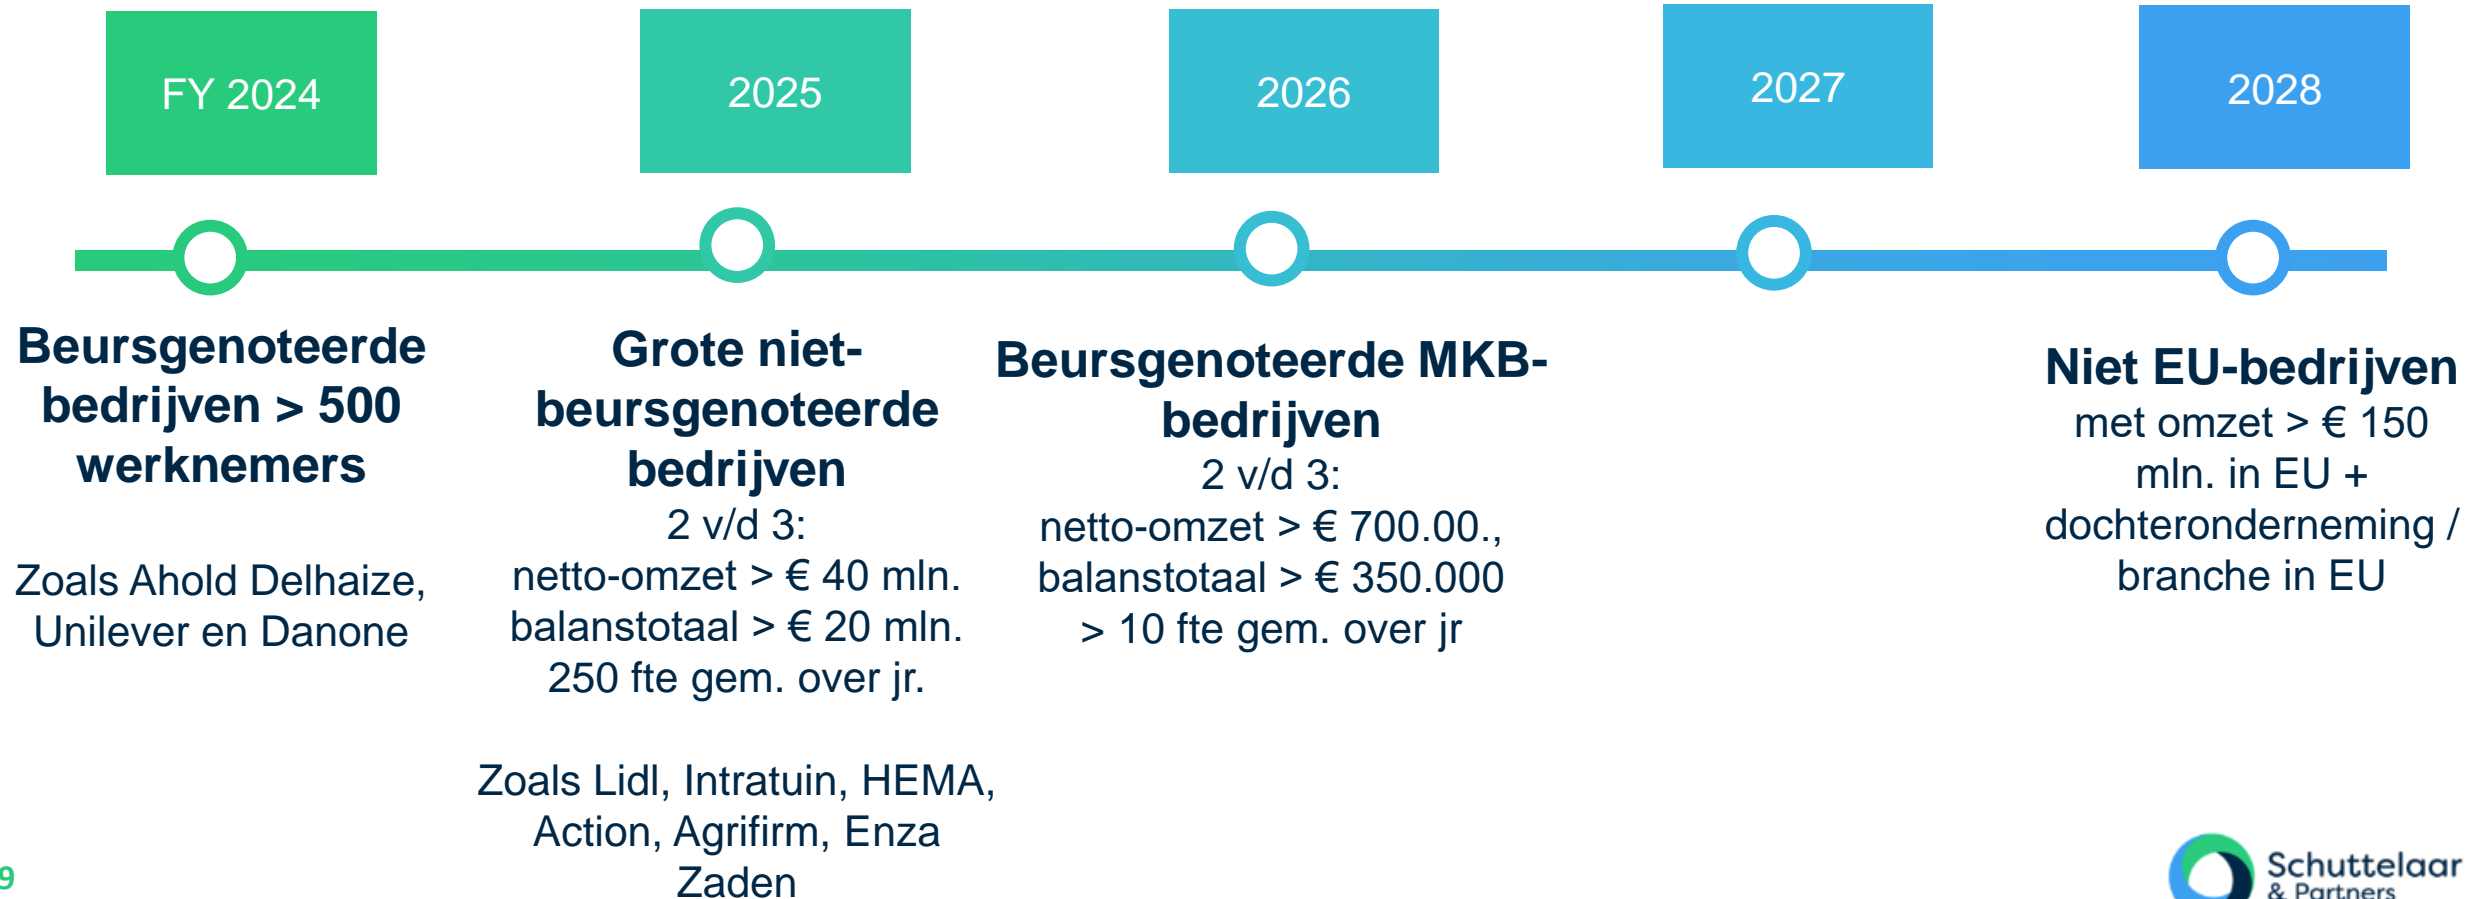 FY 2024
2025
2026
2027
2028
Beursgenoteerde
bedrijven > 500
werknemers
Zoals Ahold Delhaize,
Unilever en Danone
Grote niet-
beursgenoteerde
bedrijven
2 v/d 3:
netto-omzet > € 40 mln.
balanstotaal > € 20 mln.
250 fte gem. over jr.
Zoals Lidl, Intratuin, HEMA,
Action, Agrifirm, Enza
Zaden
Beursgenoteerde MKB-
bedrijven
2 v/d 3:
netto-omzet > € 700.00.,
balanstotaal > € 350.000
> 10 fte gem. over jr
Niet EU-bedrijven
met omzet > € 150
mln. in EU +
dochteronderneming /
branche in EU
9
Schuttelaar
& Partners